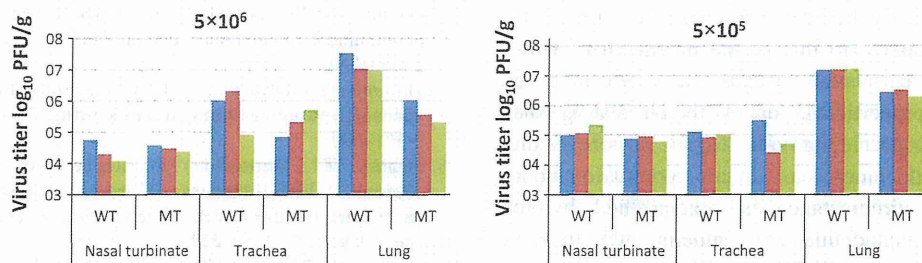 5×10⁶
Virus titer log₁₀ PFU/g
08
07
06
05
04
03
WT MT WT MT WT MT
Nasal turbinate Trachea Lung
5×10⁵
Virus titer log₁₀ PFU/g
08
07
06
05
04
03
WT MT WT MT WT MT
Nasal turbinate Trachea Lung